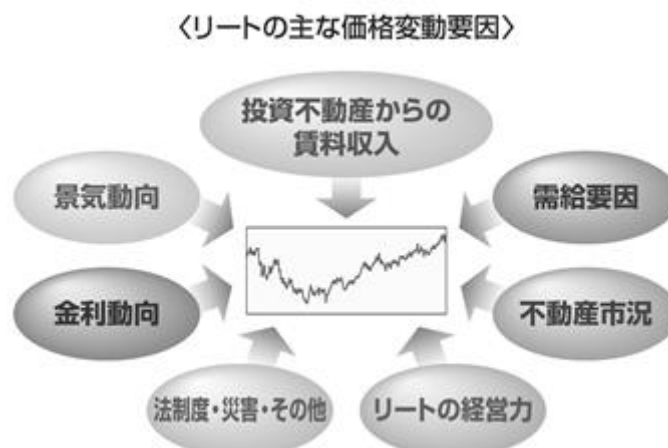 〈リートの主な価格変動要因〉
投資不動産からの
賃料収入
景気動向
需給要因
金利動向
不動産市況
法制度・災害・その他
リートの経営力